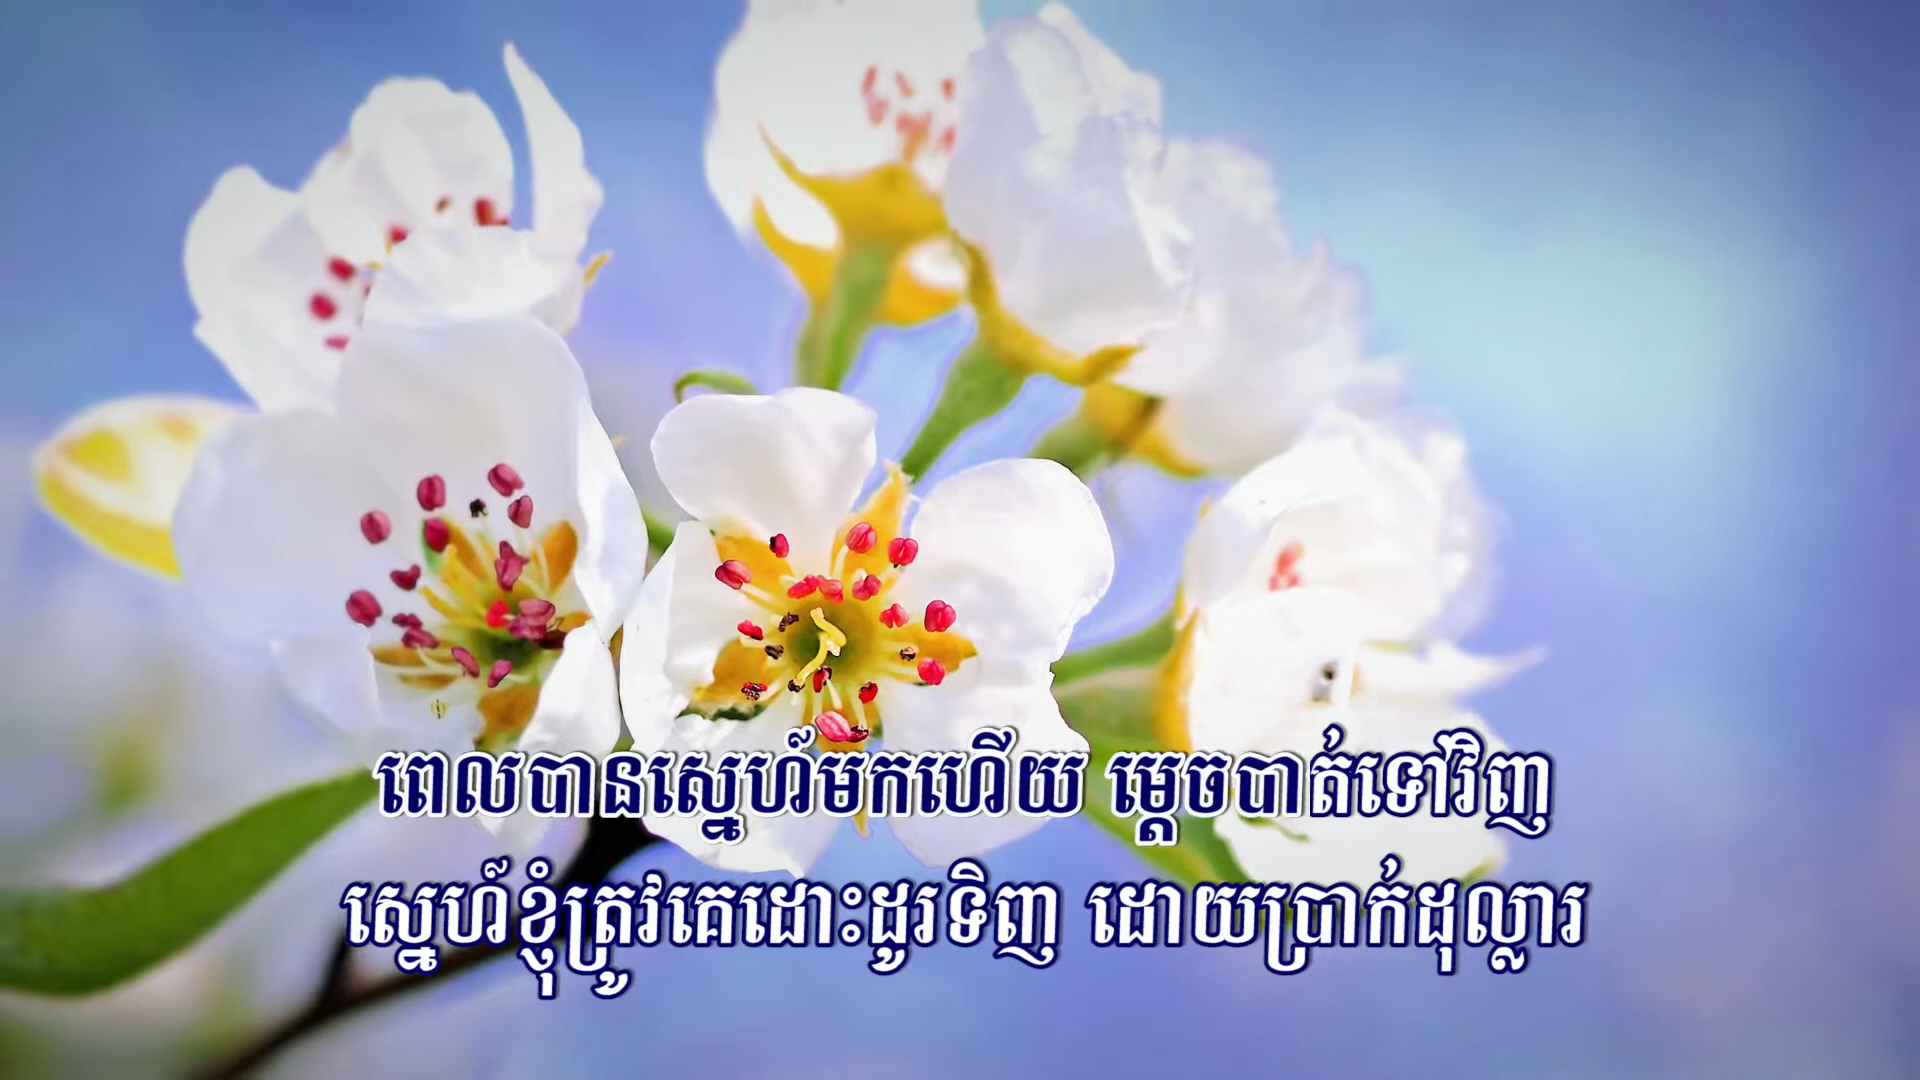 ពេលបានស្នេហ៍មកហើយ ម្ដេចបាត់ទៅវិញ
ស្នេហ៍ខ្ញុំត្រូវគេដោះដូរទិញ ដោយប្រាក់ដុល្លារ